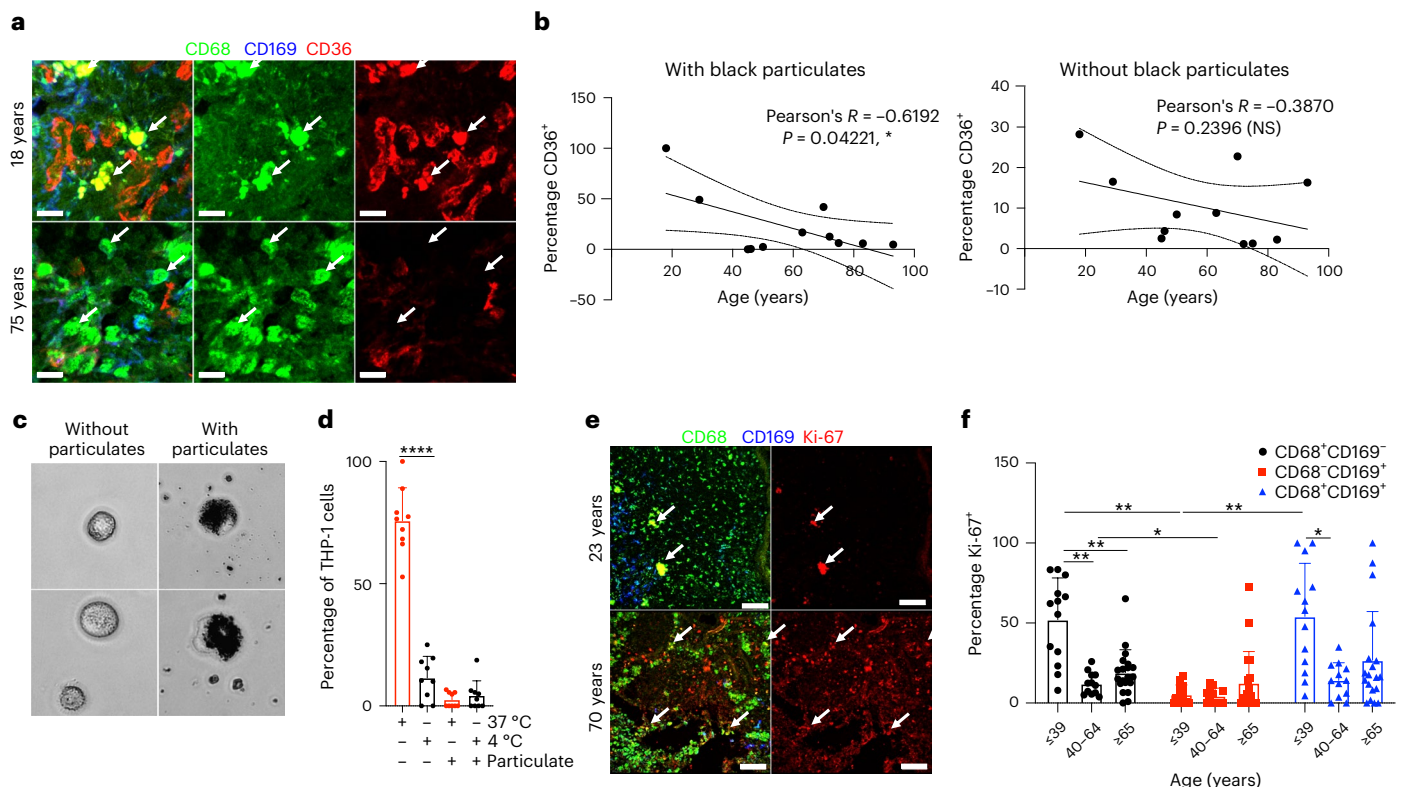 a
CD68 CD169 CD36
18 years
75 years
b
With black particulates
Percentage CD36+
150
100
50
0
−50
20 40 60 80 100
Age (years)
Pearson's R = −0.6192
P = 0.04221, *
Without black particulates
Percentage CD36+
40
30
20
10
0
−10
20 40 60 80 100
Age (years)
Pearson's R = −0.3870
P = 0.2396 (NS)
c
Without
particulates
With
particulates
d
Percentage of THP-1 cells
100
50
0
****
+ − + − 37 °C
− + − + 4 °C
− − + + Particulate
e
CD68 CD169 Ki-67
23 years
70 years
f
CD68+CD169−
CD68−CD169+
CD68+CD169+
Percentage Ki-67+
150
100
50
0
** **
*
**
**
*
≤39 40–64 ≥65 ≤39 40–64 ≥65 ≤39 40–64 ≥65
Age (years)